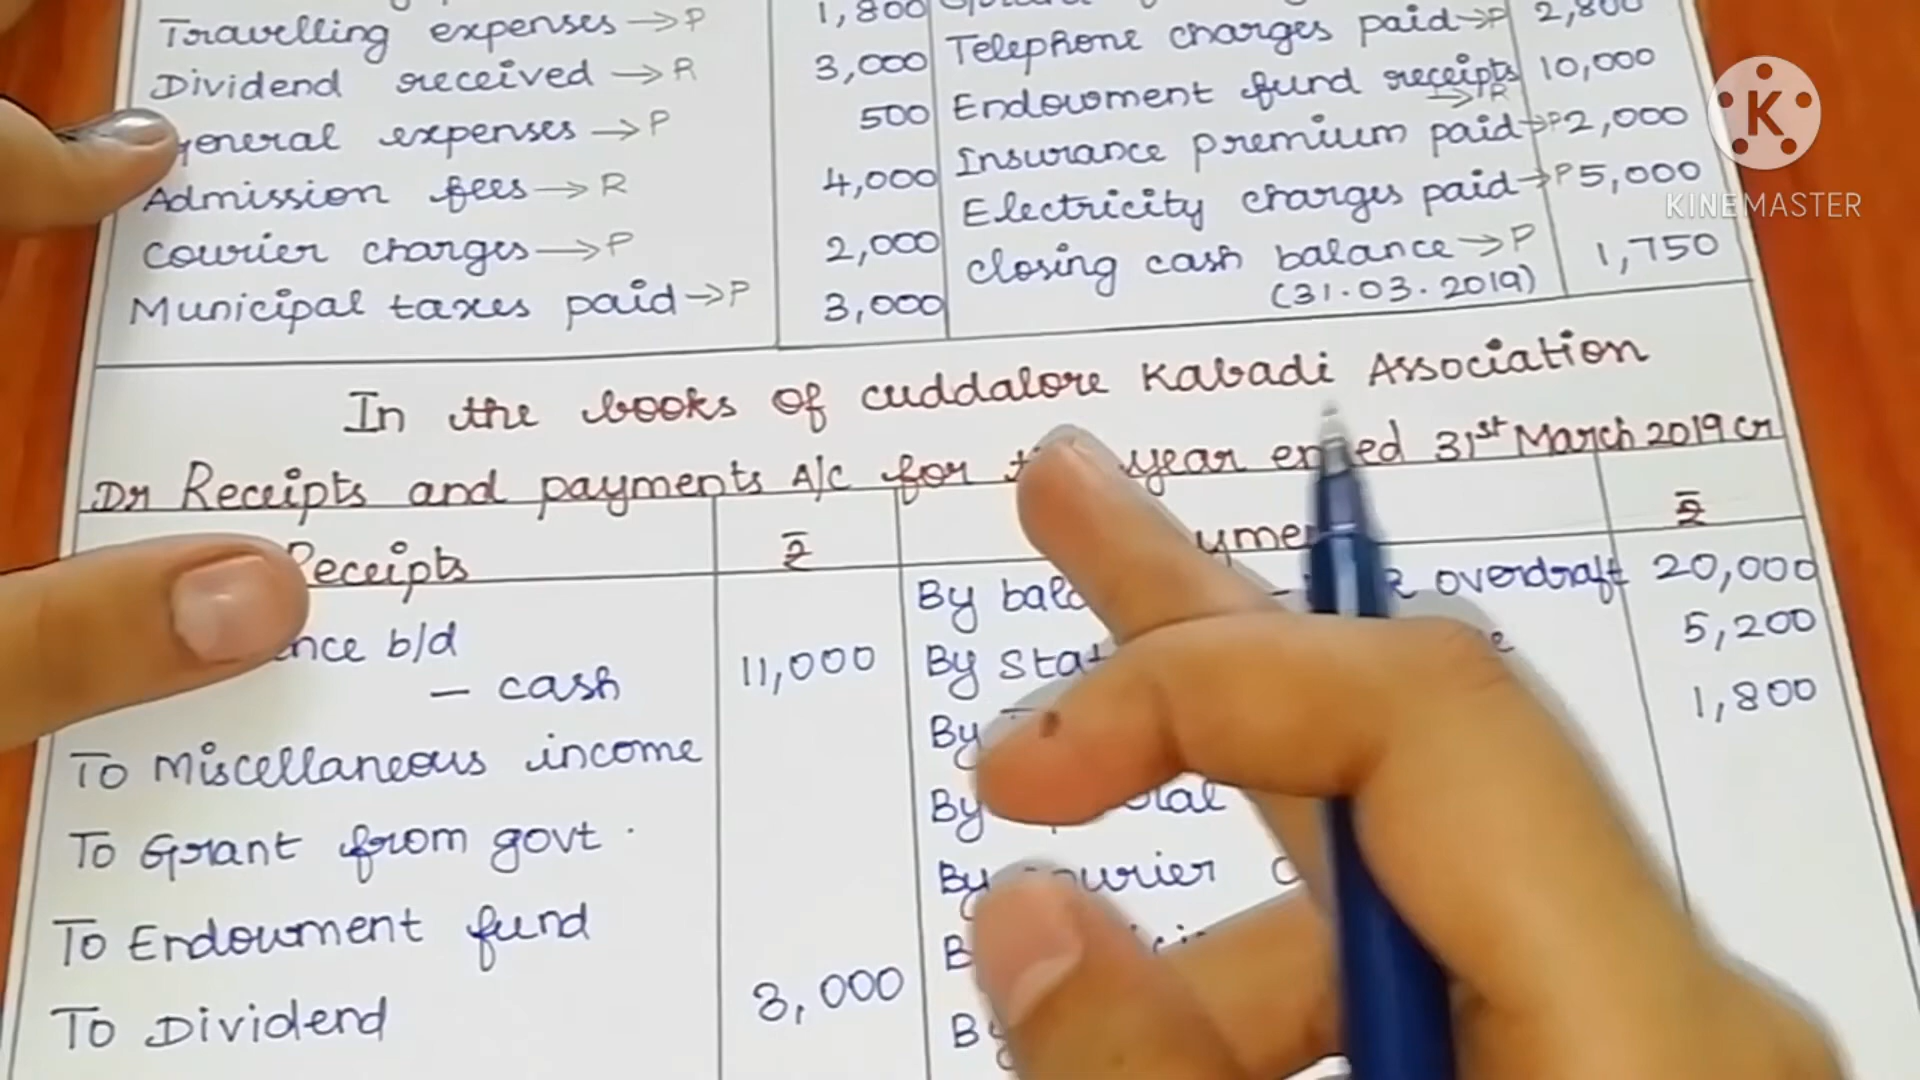 Travelling expenses → P 1,800
Dividend received → R 3,000
General expenses → P 500
Admission fees → R 4,000
Courier charges → P 2,000
Municipal taxes paid → P 3,000
Telephone charges paid → P 2,800
Endowment fund receipts → R 10,000
Insurance premium paid → P 2,000
Electricity charges paid → P 5,000
Closing cash balance → P 1,750
(31.03.2019)
K
KINEMASTER
In the books of Cuddalore Kabadi Association
Dr Receipts and payments A/c for year ended 31st March 2019 Cr
Receipts ₹
b/d
- cash 11,000
To Miscellaneous income
To Grant from govt.
To Endowment fund
To Dividend 3,000
₹
By overdraft 20,000
By 5,200
By 1,800
By
By